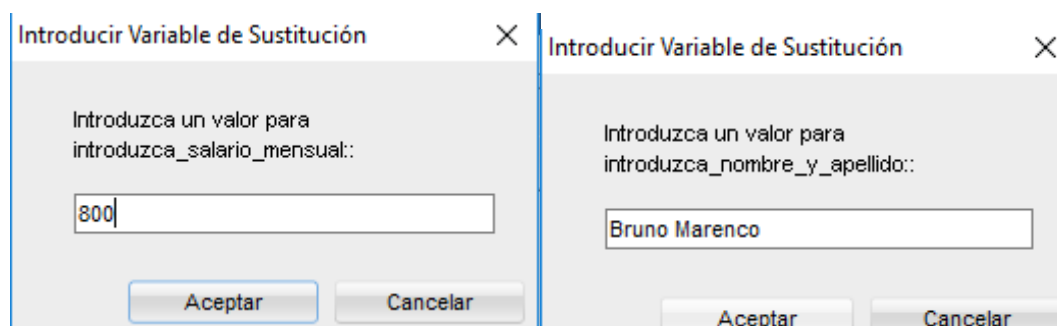 Introducir Variable de Sustitución
Introduzca un valor para
introduzca_salario_mensual::
800
Aceptar Cancelar
Introducir Variable de Sustitución
Introduzca un valor para
introduzca_nombre_y_apellido::
Bruno Marenco
Aceptar Cancelar